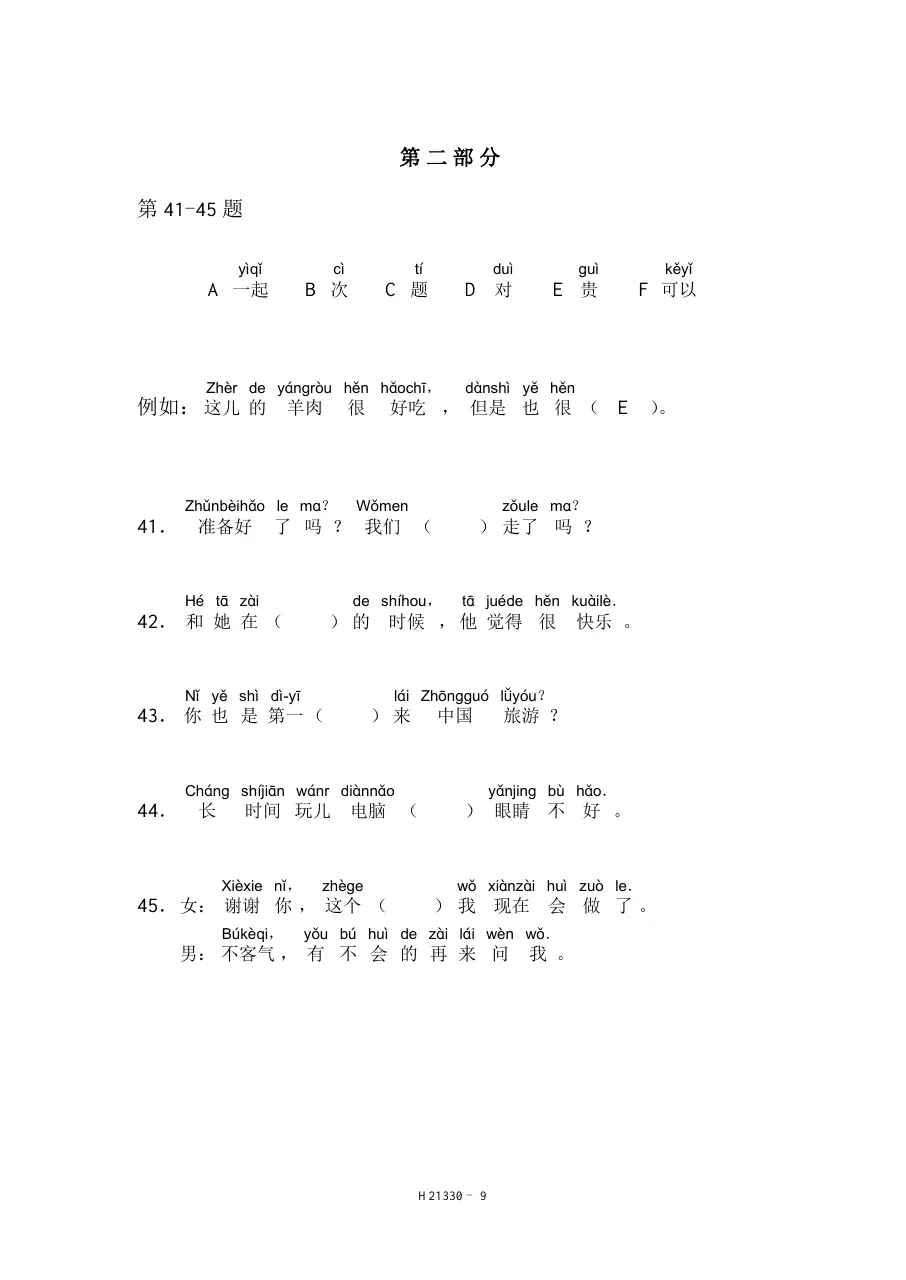 第二部分
第 41-45 题
yìqǐ cì tí duì guì kěyǐ
A 一起 B 次 C 题 D 对 E 贵 F 可以
Zhèr de yángròu hěn hǎochī， dànshì yě hěn
例如：这儿 的 羊肉 很 好吃 ，但是 也 很 （ E ）。
Zhǔnbèihǎo le ma？ Wǒmen zǒule ma？
41． 准备好 了 吗 ？ 我们 （ ） 走了 吗 ？
Hé tā zài de shíhou， tā juéde hěn kuàilè．
42． 和 她 在 （ ） 的 时候 ，他 觉得 很 快乐 。
Nǐ yě shì dì-yī lái Zhōngguó lǚyóu？
43． 你 也 是 第一 （ ） 来 中国 旅游 ？
Cháng shíjiān wánr diànnǎo yǎnjing bù hǎo．
44． 长 时间 玩儿 电脑 （ ） 眼睛 不 好 。
Xièxie nǐ， zhège wǒ xiànzài huì zuò le．
45．女： 谢谢 你 ，这个 （ ） 我 现在 会 做 了 。
Búkèqi， yǒu bú huì de zài lái wèn wǒ．
男： 不客气 ， 有 不 会 的 再 来 问 我 。
H21330 - 9